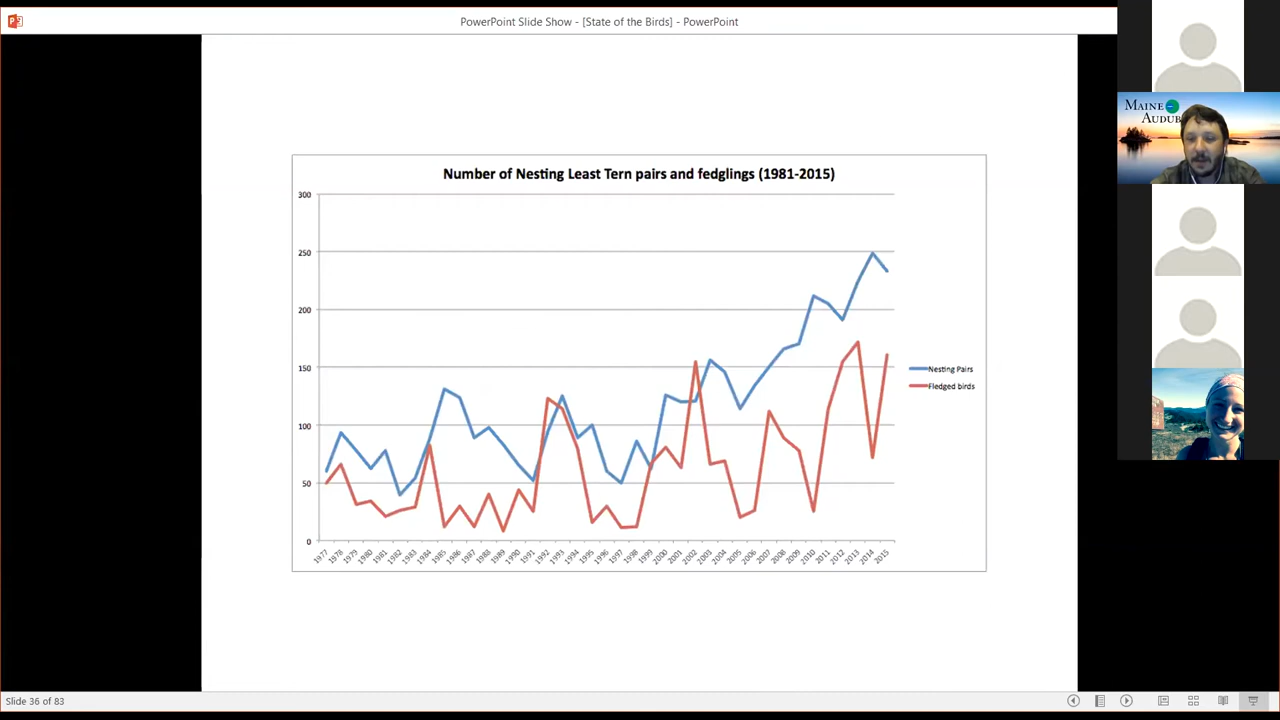 PowerPoint Slide Show - [State of the Birds] - PowerPoint
MAINE
AUDUB
Number of Nesting Least Tern pairs and fedglings (1981-2015)
300
250
200
150
100
50
0
Nesting Pairs
Fledged birds
1977 1978 1979 1980 1981 1982 1983 1984 1985 1986 1987 1988 1989 1990 1991 1992 1993 1994 1995 1996 1997 1998 1999 2000 2001 2002 2003 2004 2005 2006 2007 2008 2009 2010 2011 2012 2013 2014 2015
Slide 36 of 83